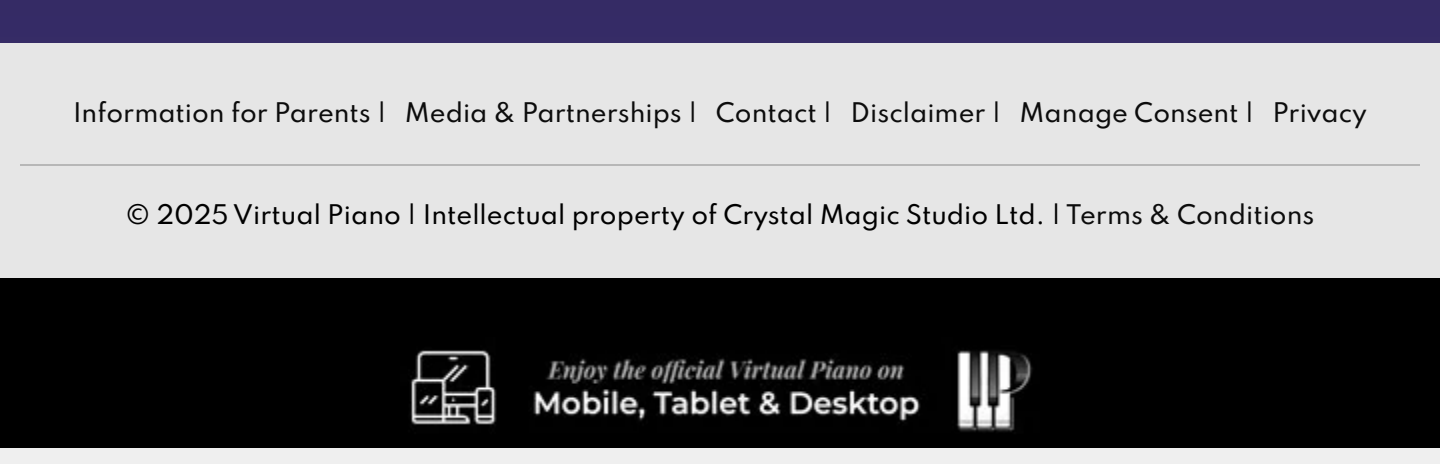 Information for Parents | Media & Partnerships | Contact | Disclaimer | Manage Consent | Privacy
© 2025 Virtual Piano | Intellectual property of Crystal Magic Studio Ltd. | Terms & Conditions
Enjoy the official Virtual Piano on
Mobile, Tablet & Desktop